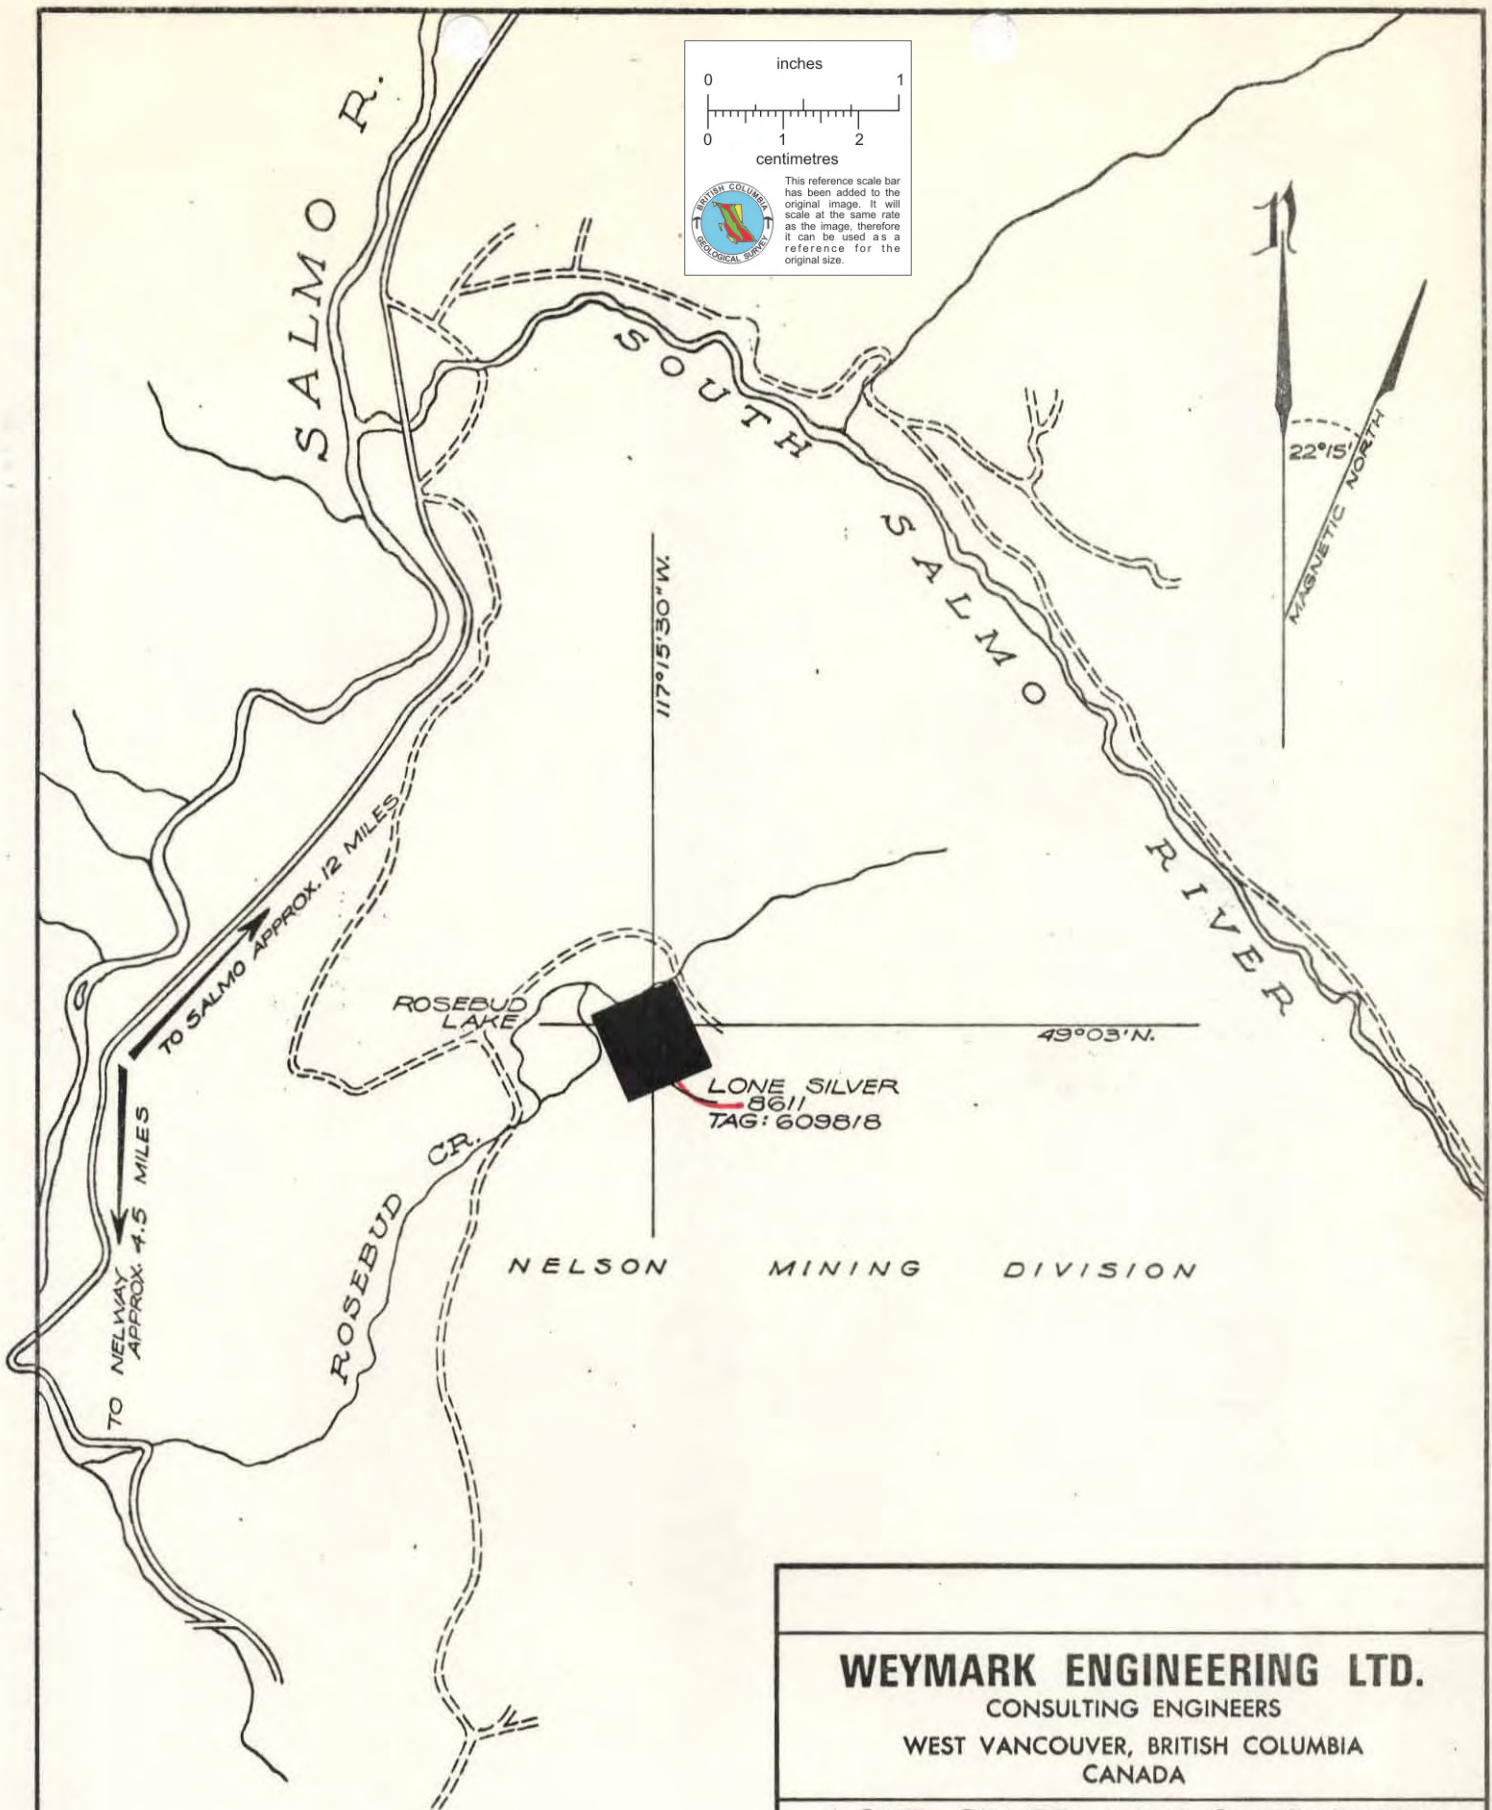 inches
0 1
0 1 2
centimetres
This reference scale bar
has been added to the
original image. It will
scale at the same rate
as the image, therefore
it can be used as a
reference for the
original size.
BRITISH COLUMBIA
GEOLOGICAL SURVEY
SALMO R.
SOUTH SALMO RIVER
n
22°15'
MAGNETIC NORTH
117°15'30"W.
TO SALMO APPROX. 12 MILES
ROSEBUD
LAKE
49°03'N.
LONE SILVER
8611
TAG: 609818
TO NELWAY
APPROX. 4.5 MILES
ROSEBUD CR.
NELSON MINING DIVISION
WEYMARK ENGINEERING LTD.
CONSULTING ENGINEERS
WEST VANCOUVER, BRITISH COLUMBIA
CANADA